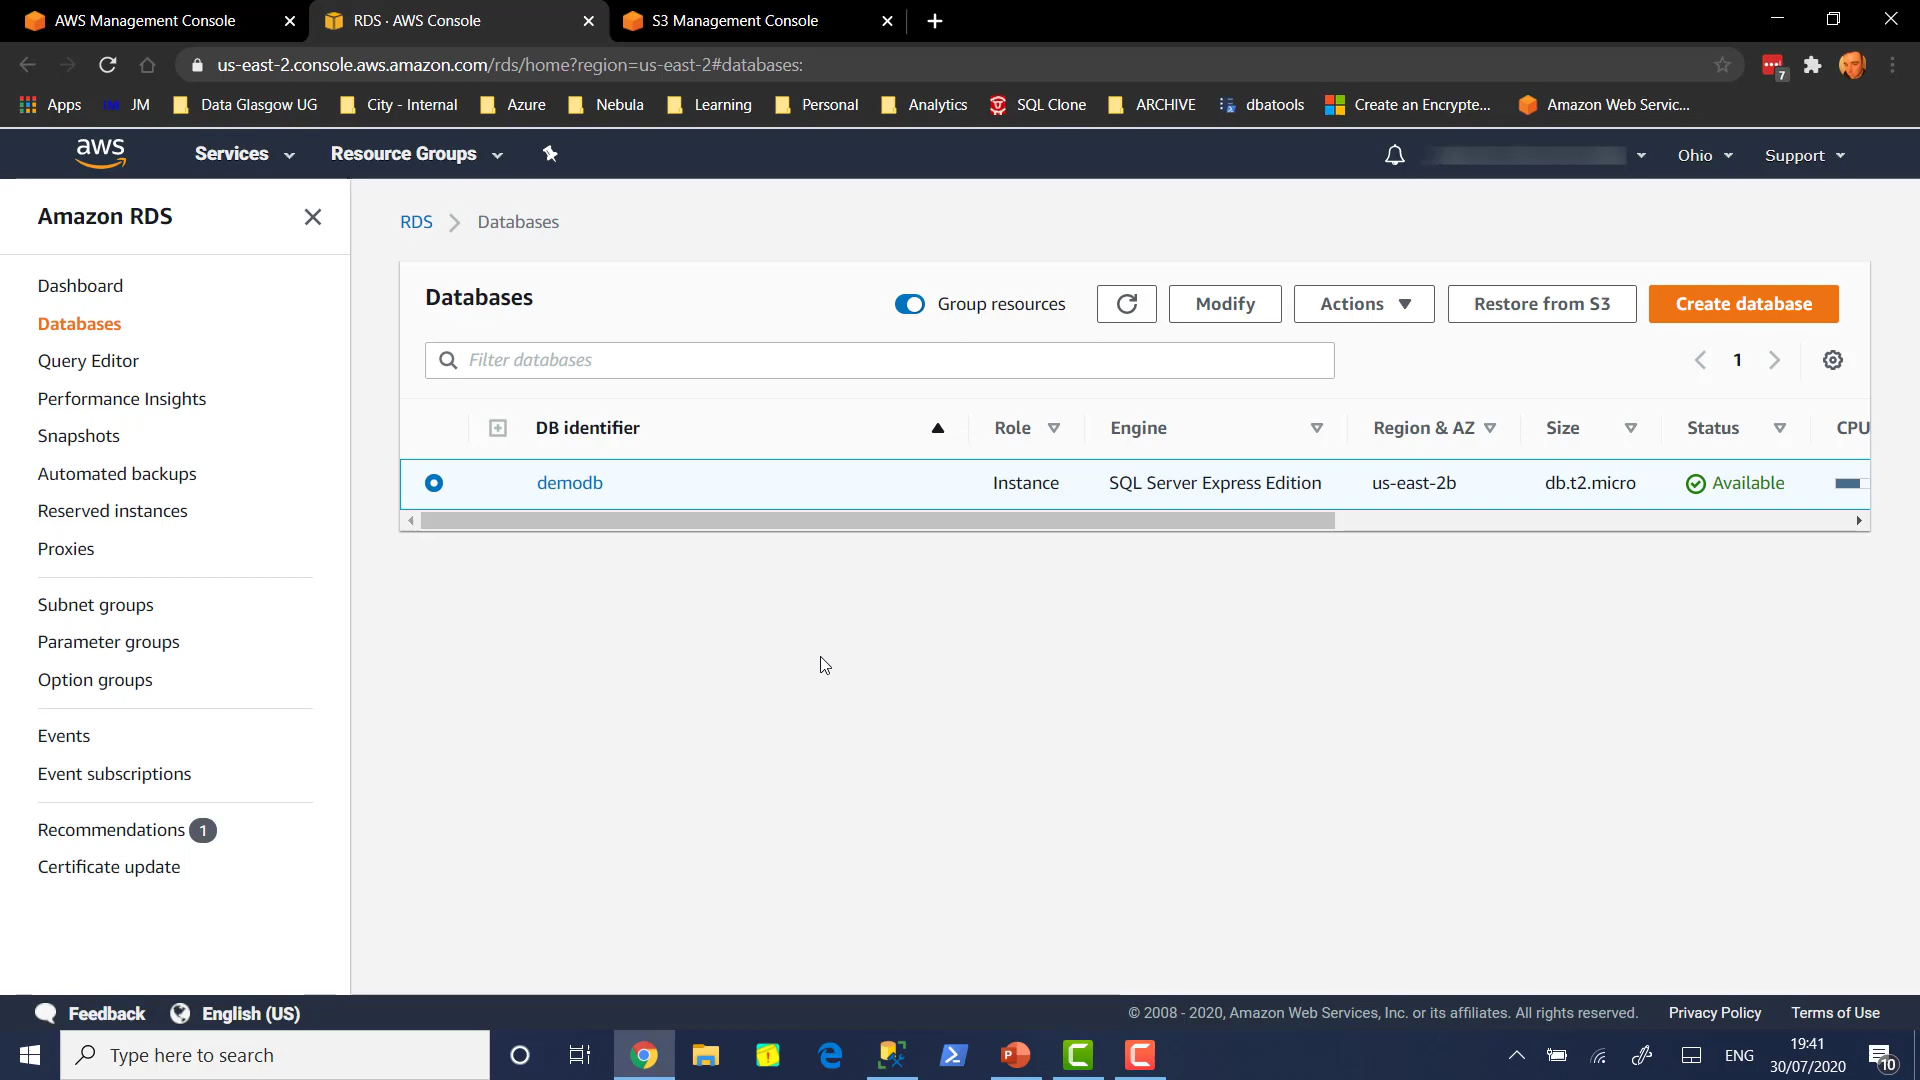 AWS Management Console
RDS · AWS Console
S3 Management Console
us-east-2.console.aws.amazon.com/rds/home?region=us-east-2#databases:
7
Apps
JM
Data Glasgow UG
City - Internal
Azure
Nebula
Learning
Personal
Analytics
SQL Clone
ARCHIVE
dbatools
Create an Encrypte...
Amazon Web Servic...
aws
Services
Resource Groups
Ohio
Support
Amazon RDS
Dashboard
Databases
Query Editor
Performance Insights
Snapshots
Automated backups
Reserved instances
Proxies
Subnet groups
Parameter groups
Option groups
Events
Event subscriptions
Recommendations 1
Certificate update
RDS > Databases
Databases
Group resources
Modify
Actions
Restore from S3
Create database
Filter databases
1
DB identifier Role Engine Region & AZ Size Status CPU
demodb Instance SQL Server Express Edition us-east-2b db.t2.micro Available
Feedback
English (US)
© 2008 - 2020, Amazon Web Services, Inc. or its affiliates. All rights reserved.
Privacy Policy
Terms of Use
Type here to search
ENG
19:41
30/07/2020
10